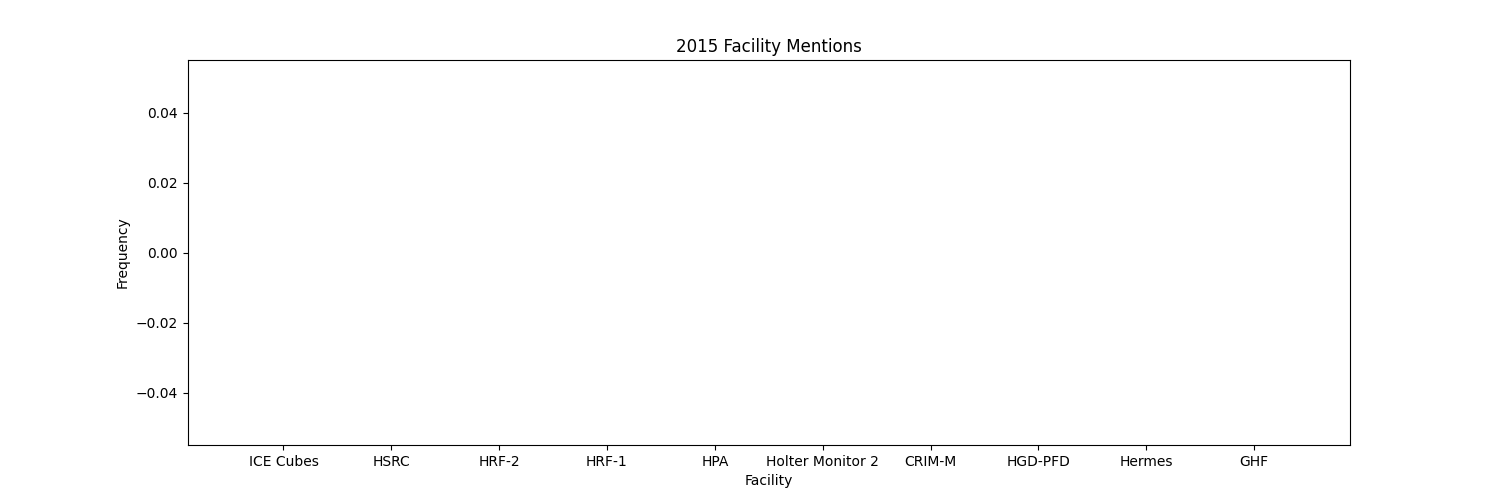 2015 Facility Mentions
0.04
0.02
0.00
−0.02
−0.04
Frequency
ICE Cubes HSRC HRF-2 HRF-1 HPA Holter Monitor 2 CRIM-M HGD-PFD Hermes GHF
Facility